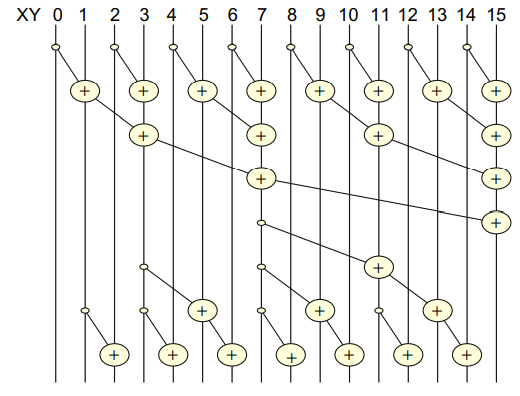 XY 0 1 2 3 4 5 6 7 8 9 10 11 12 13 14 15
+ + + + + + + +
+ + + +
+ +
+
+
+ + +
+ + + + + + +